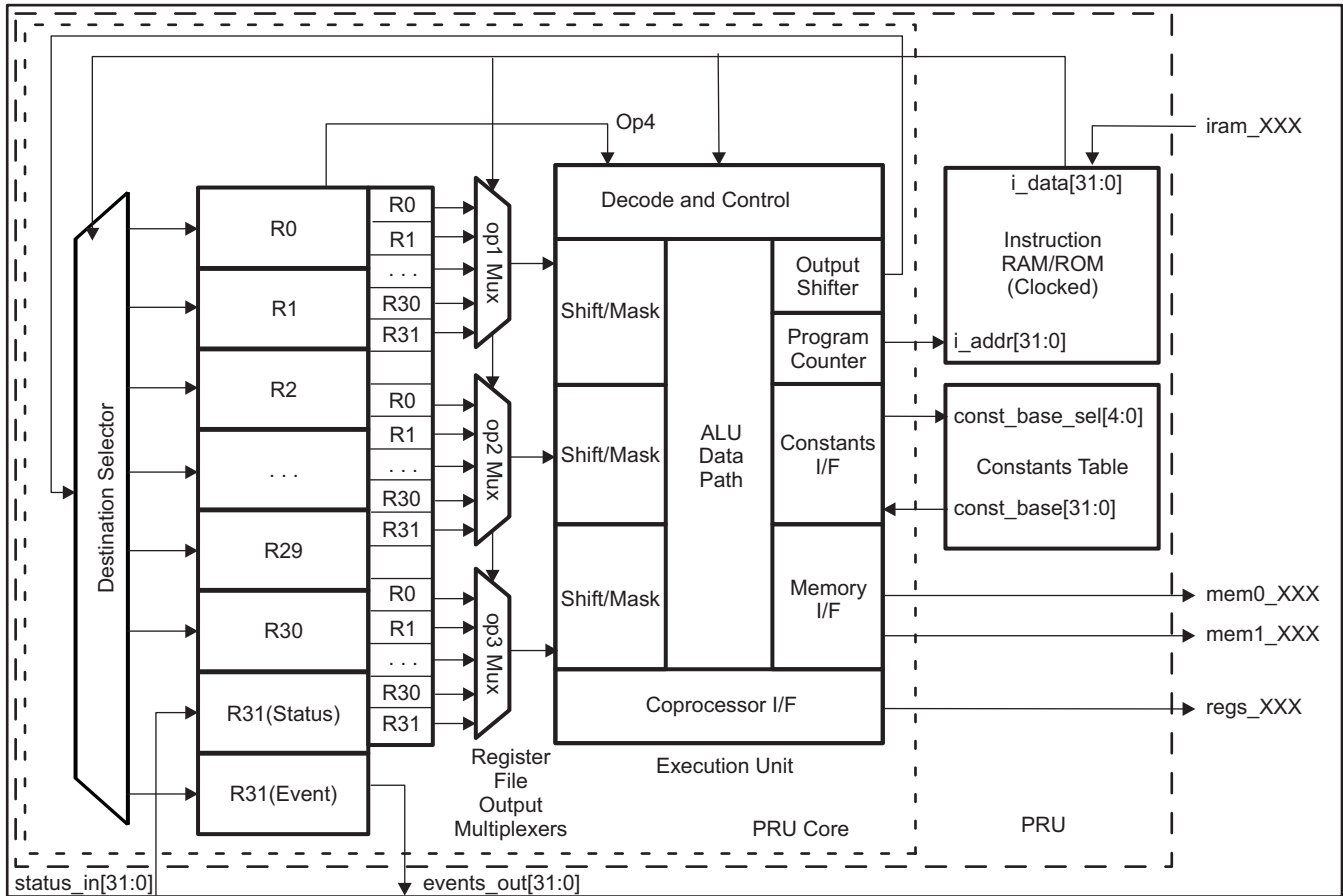 Op4
iram_XXX
Destination Selector
R0
R1
R2
. . .
R29
R30
R31(Status)
R31(Event)
R0
R1
. . .
R30
R31
R0
R1
. . .
R30
R31
R0
R1
. . .
R30
R31
op1 Mux
op2 Mux
op3 Mux
Register
File
Output
Multiplexers
Decode and Control
Shift/Mask
Shift/Mask
Shift/Mask
ALU
Data
Path
Output
Shifter
Program
Counter
Constants
I/F
Memory
I/F
Coprocessor I/F
Execution Unit
PRU Core
i_data[31:0]
Instruction
RAM/ROM
(Clocked)
i_addr[31:0]
const_base_sel[4:0]
Constants Table
const_base[31:0]
PRU
mem0_XXX
mem1_XXX
regs_XXX
status_in[31:0]
events_out[31:0]